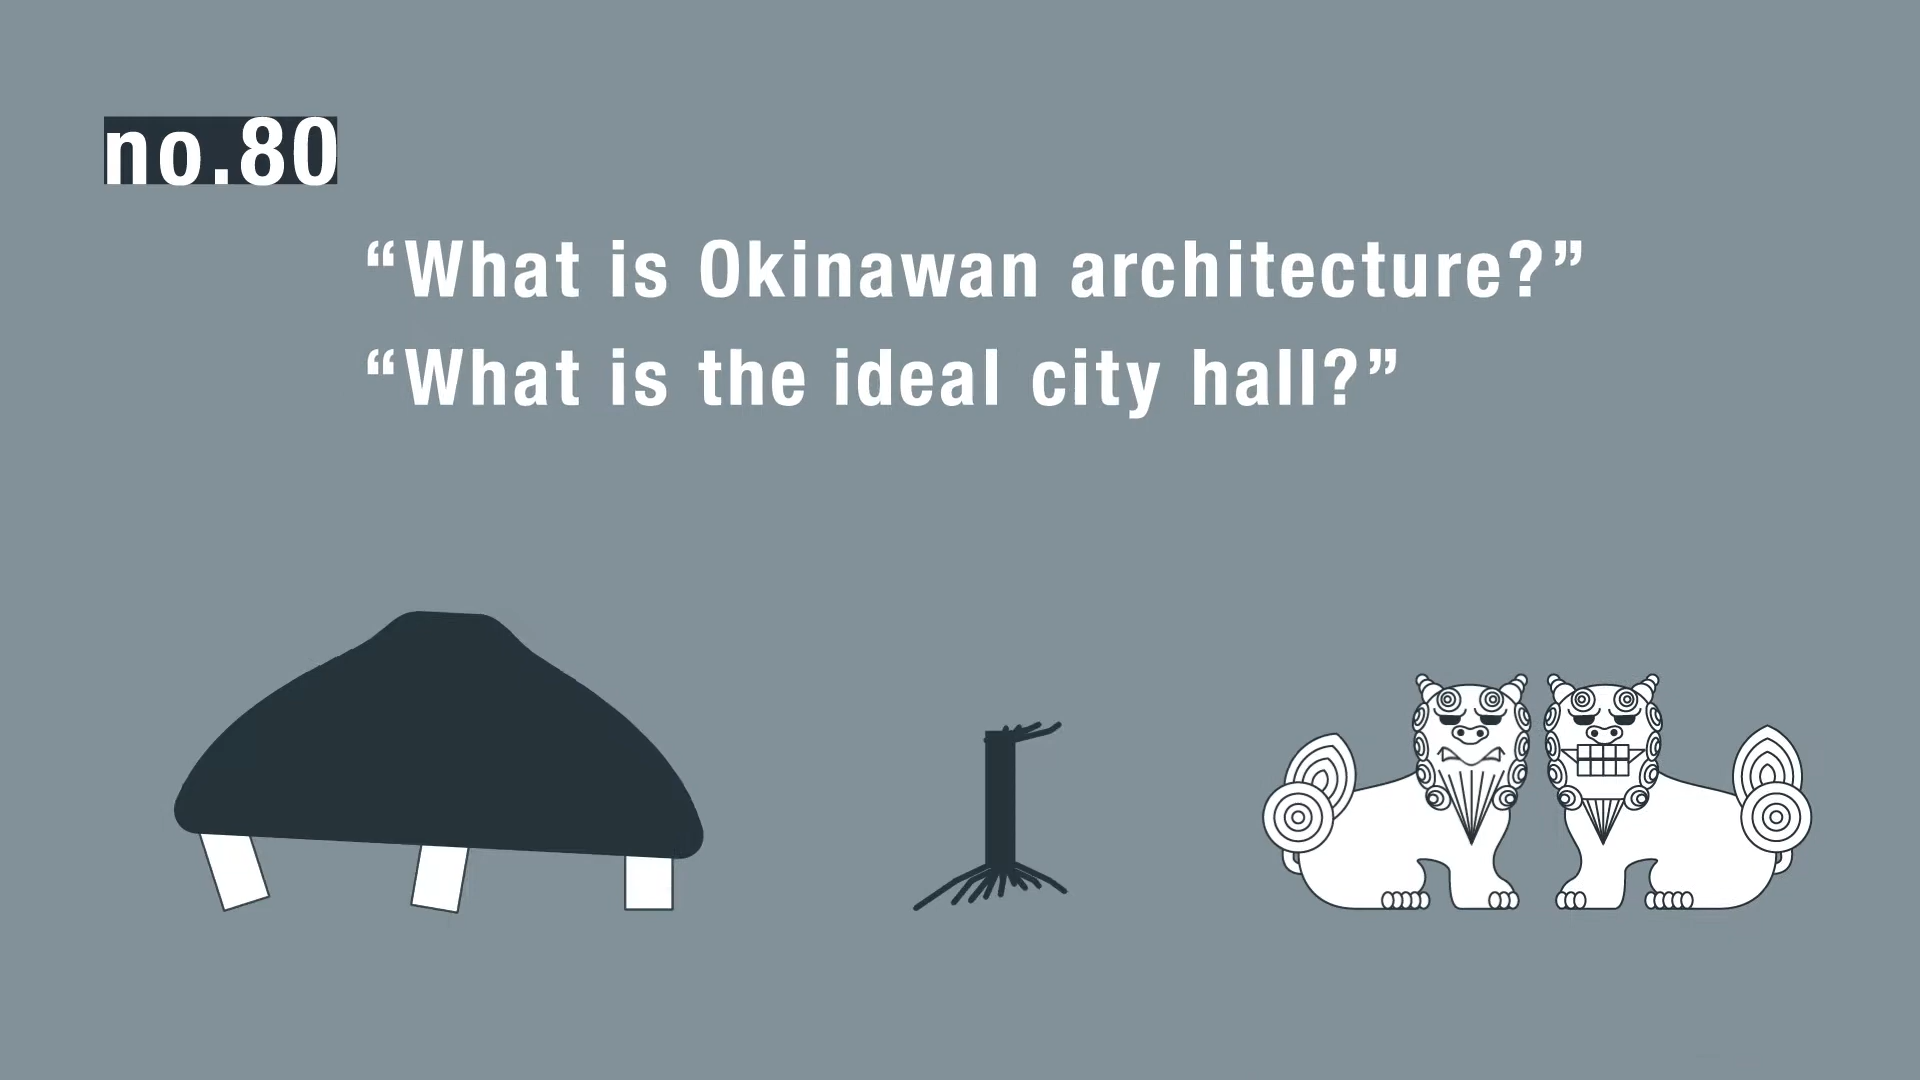 no.80
“What is Okinawan architecture?”
“What is the ideal city hall?”